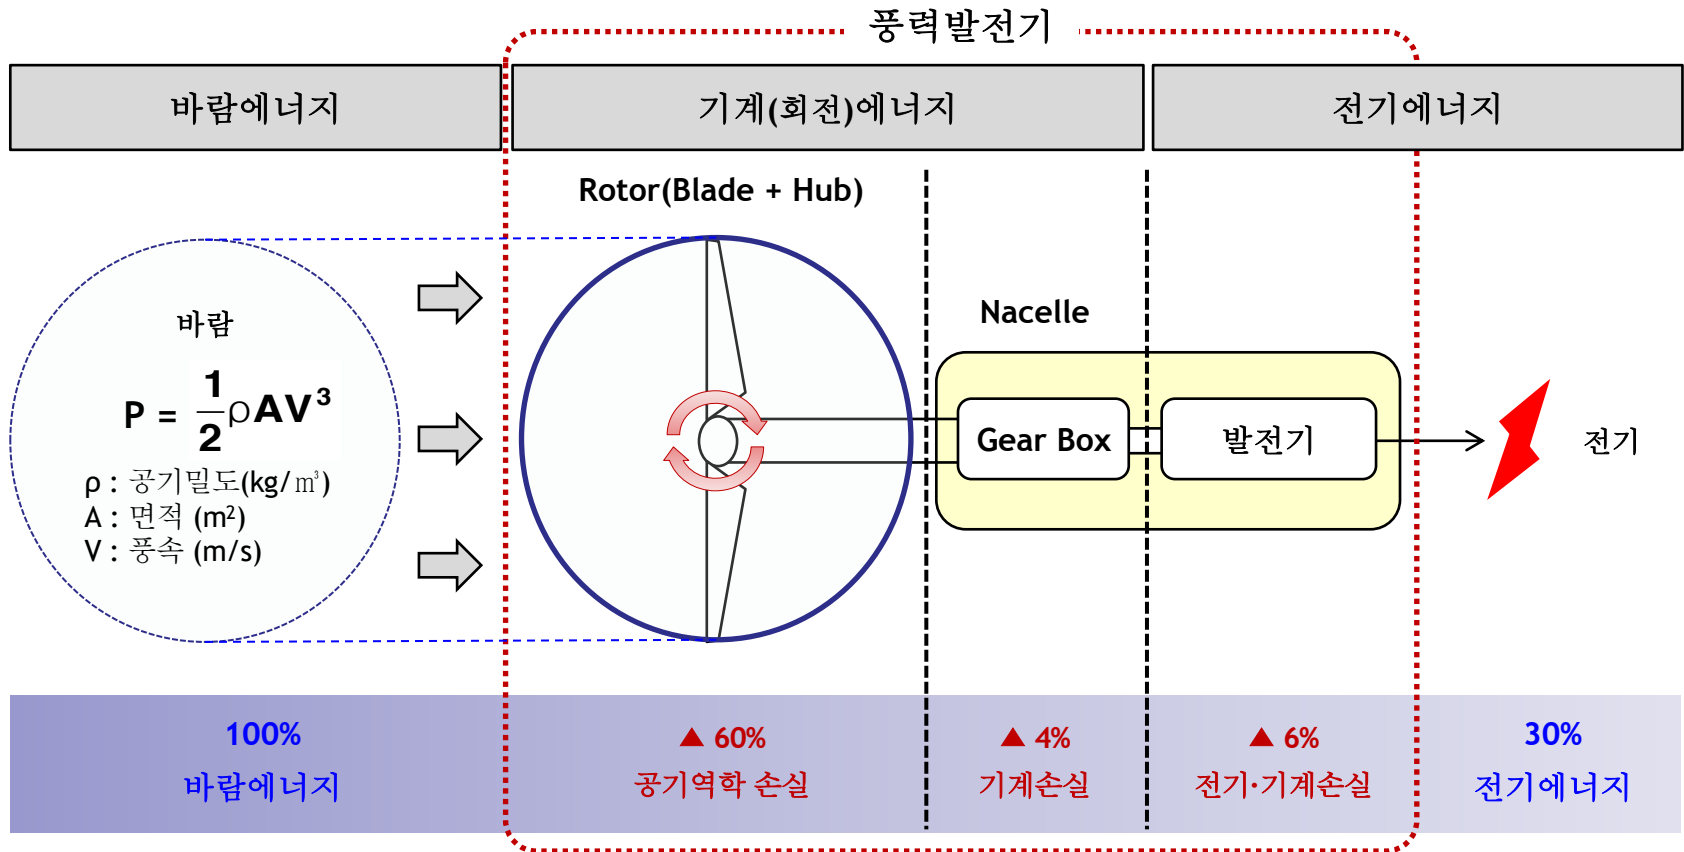 풍력발전기
바람에너지
기계(회전)에너지
전기에너지
Rotor(Blade + Hub)
바람
P = 1/2 ρAV³
ρ : 공기밀도(kg/㎥)
A : 면적 (m²)
V : 풍속 (m/s)
Nacelle
Gear Box
발전기
전기
100%
바람에너지
▲ 60%
공기역학 손실
▲ 4%
기계손실
▲ 6%
전기·기계손실
30%
전기에너지